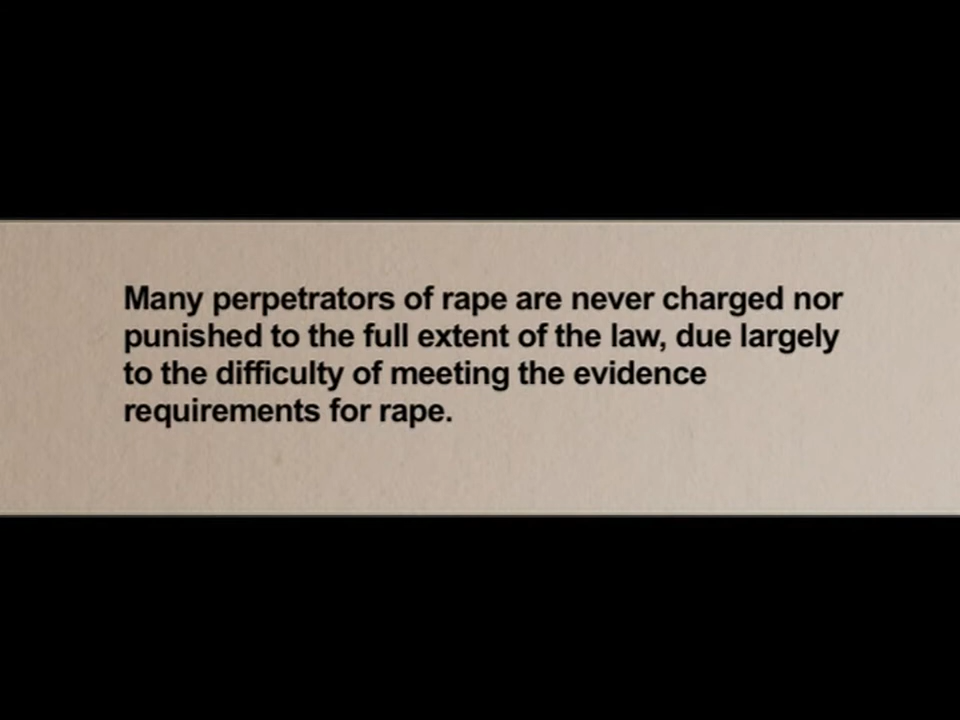 Many perpetrators of rape are never charged nor
punished to the full extent of the law, due largely
to the difficulty of meeting the evidence
requirements for rape.